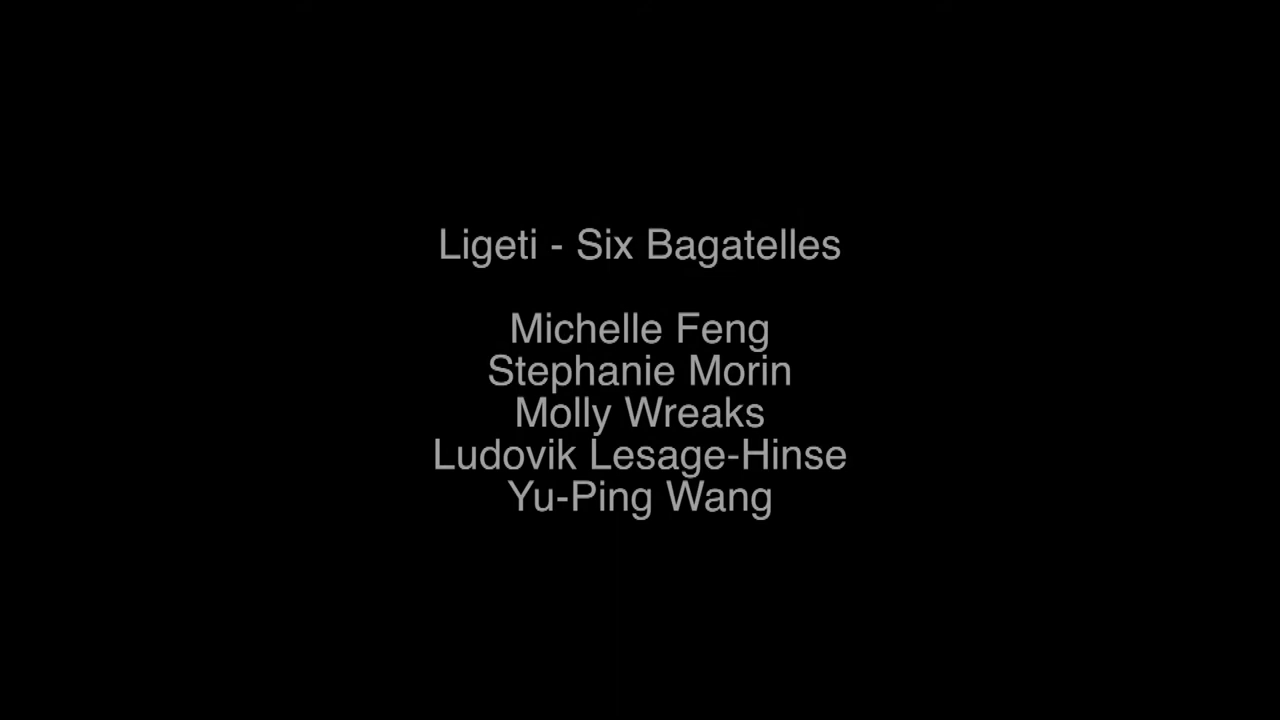 Ligeti - Six Bagatelles
Michelle Feng
Stephanie Morin
Molly Wreaks
Ludovik Lesage-Hinse
Yu-Ping Wang